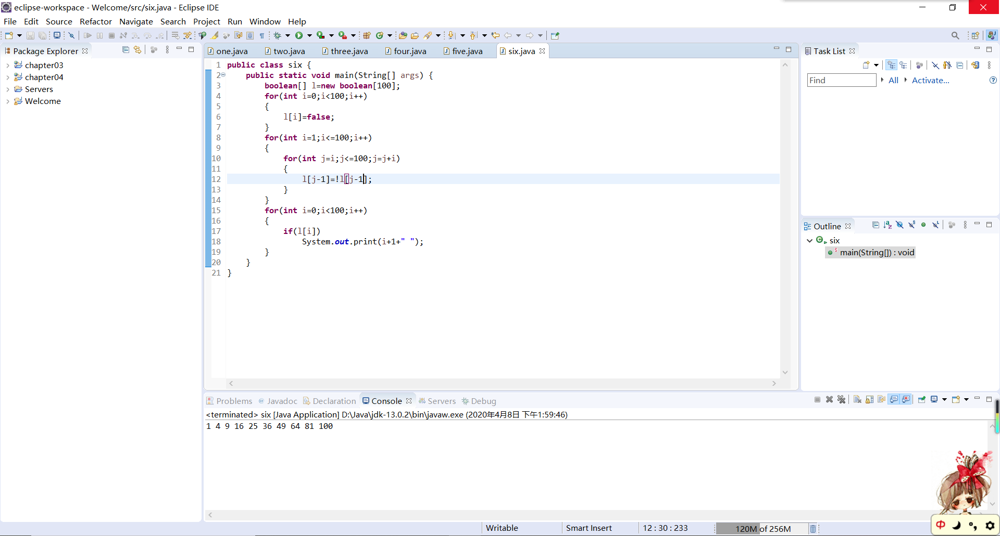 eclipse-workspace - Welcome/src/six.java - Eclipse IDE
File Edit Source Refactor Navigate Search Project Run Window Help
Package Explorer
chapter03
chapter04
Servers
Welcome
one.java two.java three.java four.java five.java six.java
1 public class six {
2 public static void main(String[] args) {
3 boolean[] l=new boolean[100];
4 for(int i=0;i<100;i++)
5 {
6 l[i]=false;
7 }
8 for(int i=1;i<=100;i++)
9 {
10 for(int j=i;j<=100;j=j+i)
11 {
12 l[j-1]=!l[j-1];
13 }
14 }
15 for(int i=0;i<100;i++)
16 {
17 if(l[i])
18 System.out.print(i+1+" ");
19 }
20 }
21 }
Task List
Find All Activate...
Outline
six
main(String[]) : void
Problems Javadoc Declaration Console Servers Debug
<terminated> six [Java Application] D:\Java\jdk-13.0.2\bin\javaw.exe (2020年4月8日 下午1:59:46)
1 4 9 16 25 36 49 64 81 100
Writable Smart Insert 12 : 30 : 233 120M of 256M
中